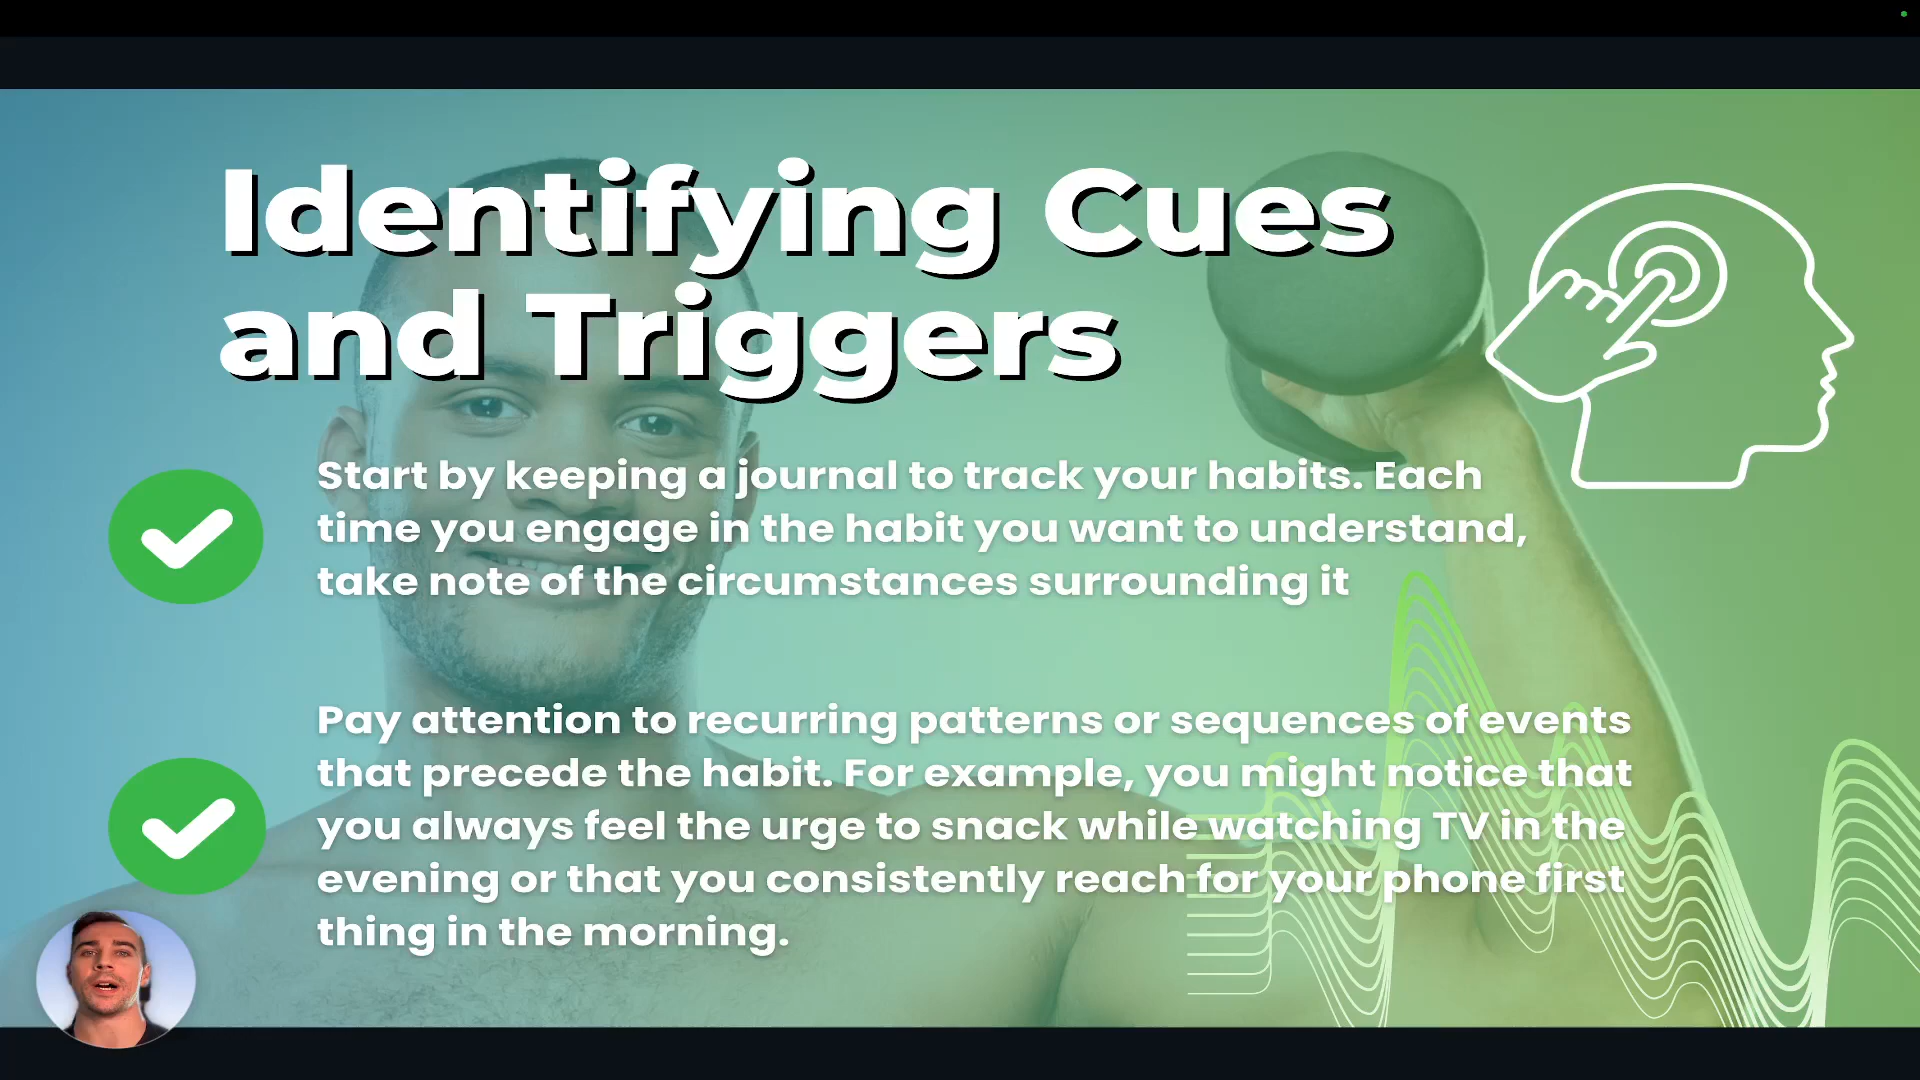 Identifying Cues
and Triggers
Start by keeping a journal to track your habits. Each
time you engage in the habit you want to understand,
take note of the circumstances surrounding it
Pay attention to recurring patterns or sequences of events
that precede the habit. For example, you might notice that
you always feel the urge to snack while watching TV in the
evening or that you consistently reach for your phone first
thing in the morning.